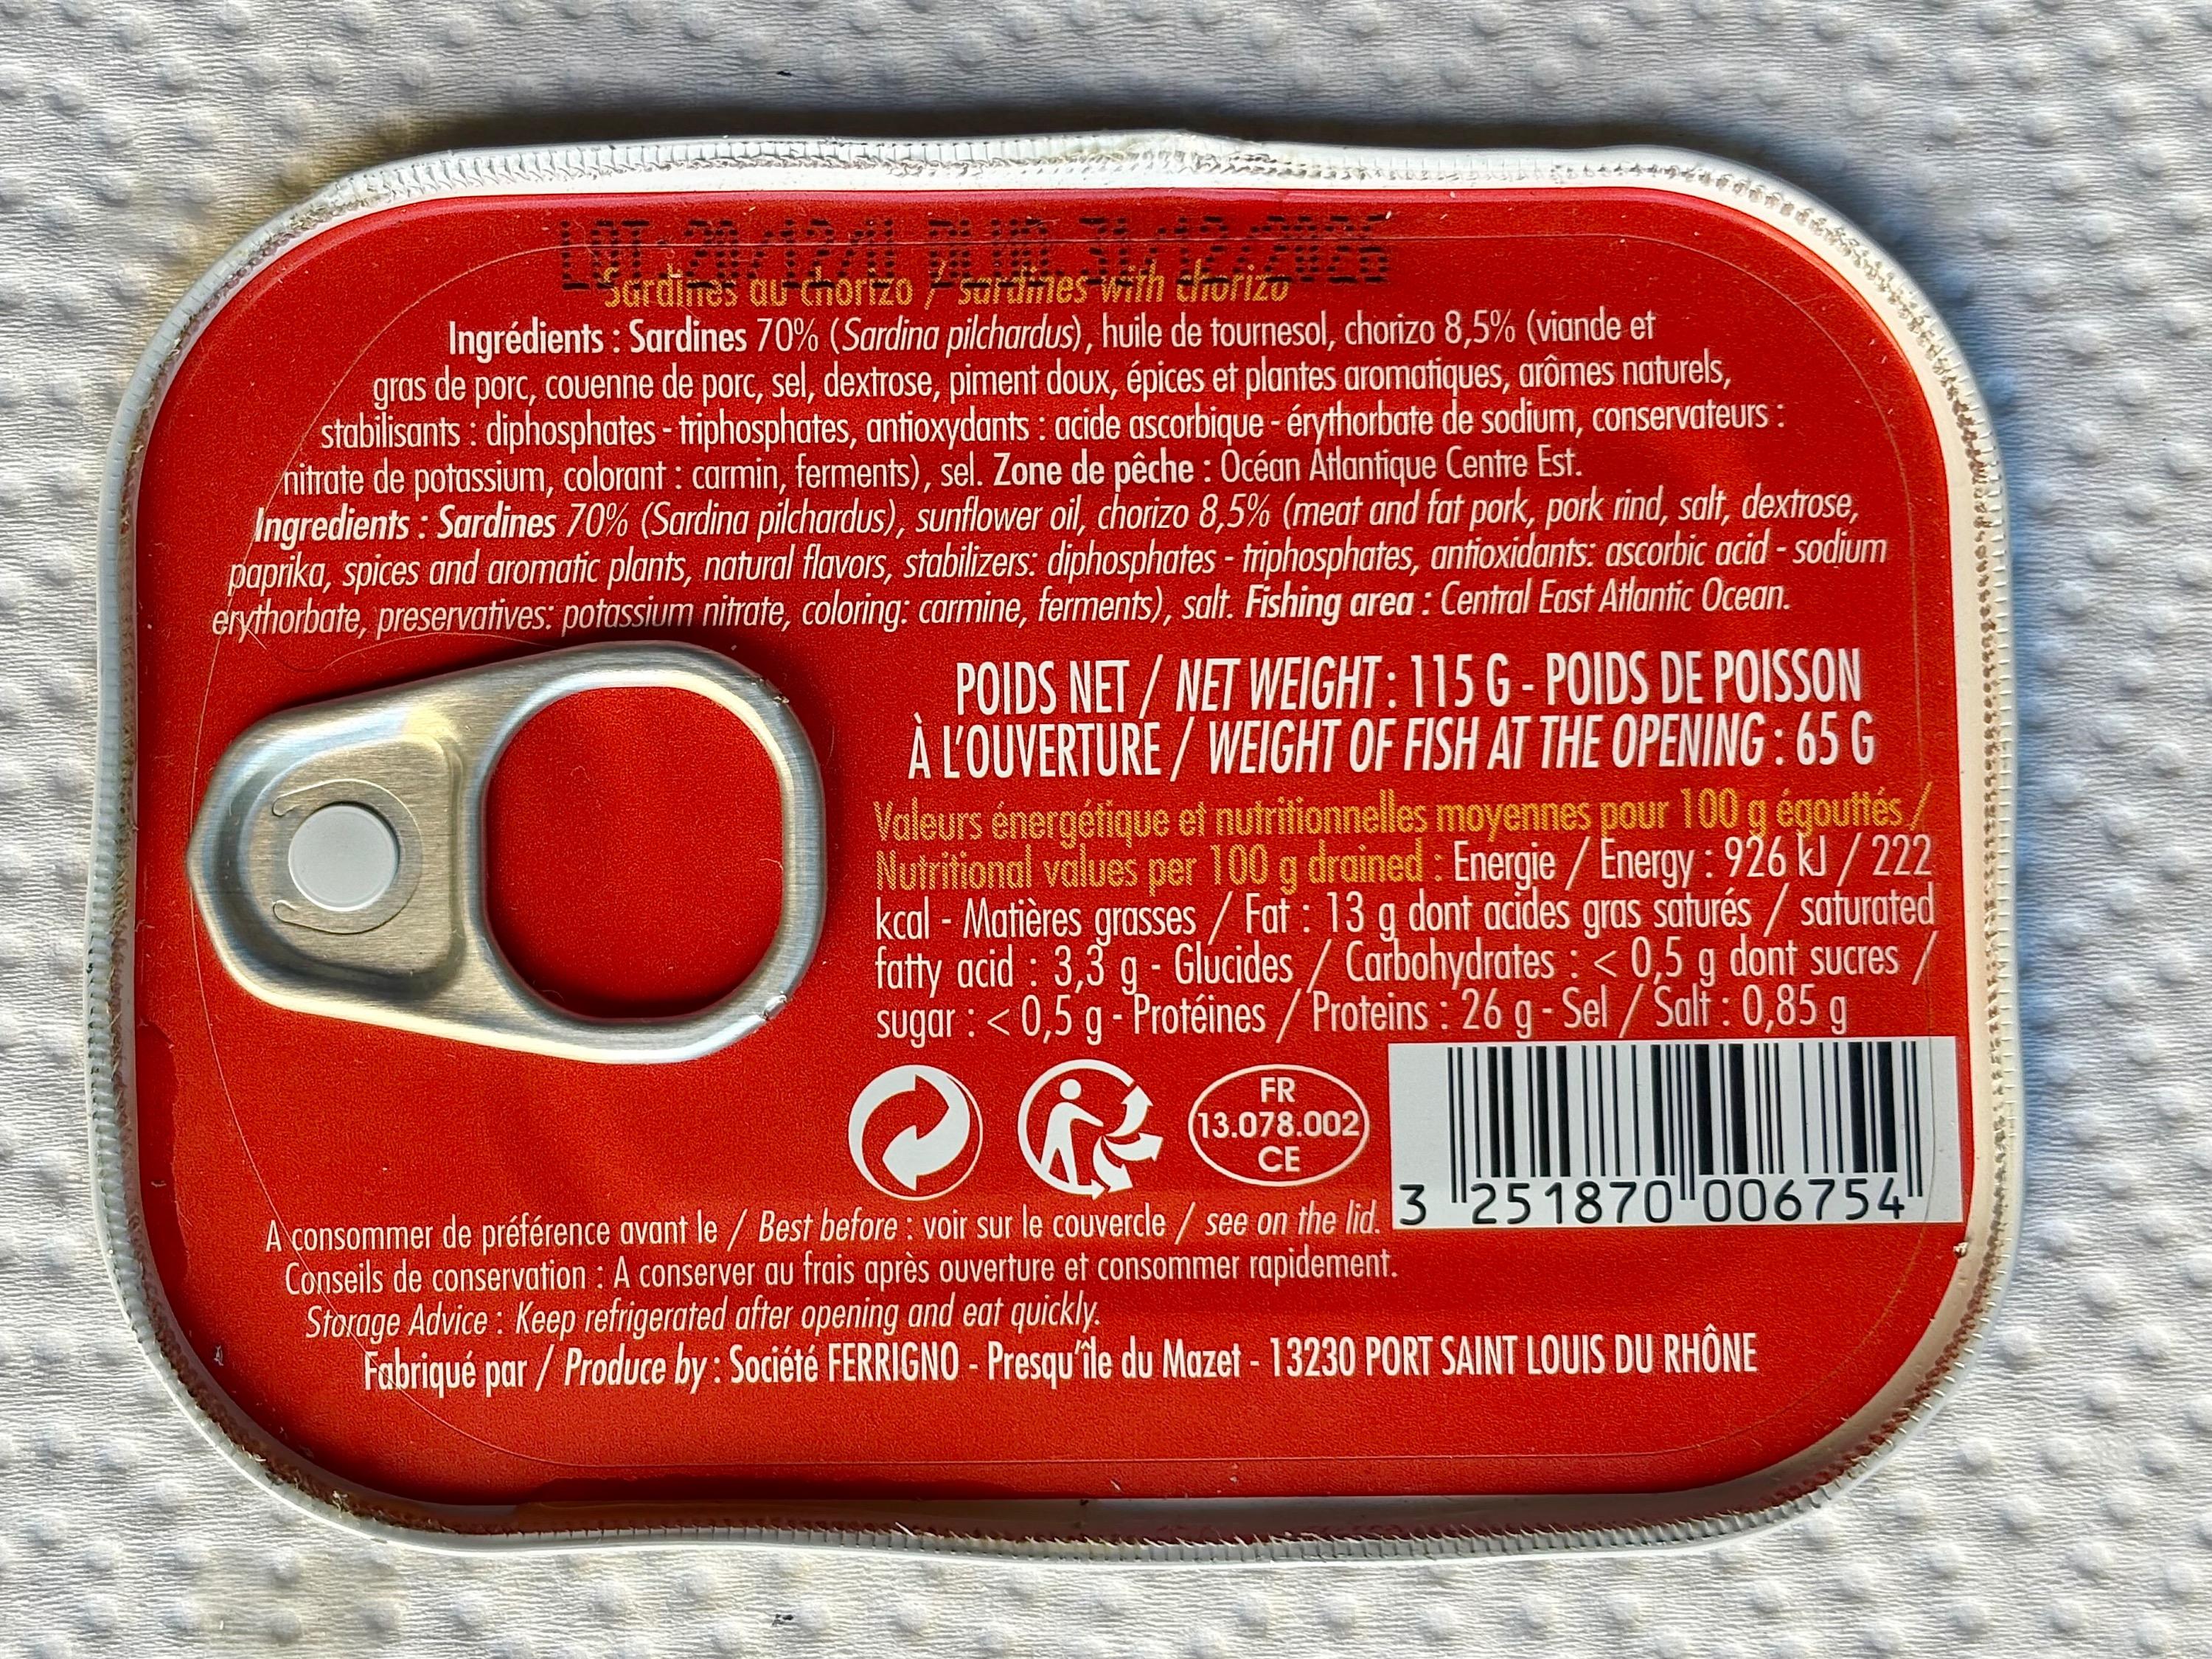 LOT:20/12/1 DLUO 31/12/2026
Sardines au chorizo / sardines with chorizo
Ingrédients : Sardines 70% (Sardina pilchardus), huile de tournesol, chorizo 8,5% (viande et
gras de porc, couenne de porc, sel, dextrose, piment doux, épices et plantes aromatiques, arômes naturels,
stabilisants : diphosphates - triphosphates, antioxydants : acide ascorbique - érythorbate de sodium, conservateurs :
nitrate de potassium, colorant : carmin, ferments), sel. Zone de pêche : Océan Atlantique Centre Est.
Ingredients : Sardines 70% (Sardina pilchardus), sunflower oil, chorizo 8,5% (meat and fat pork, pork rind, salt, dextrose,
paprika, spices and aromatic plants, natural flavors, stabilizers: diphosphates - triphosphates, antioxidants: ascorbic acid - sodium
erythorbate, preservatives: potassium nitrate, coloring: carmine, ferments), salt. Fishing area : Central East Atlantic Ocean.
POIDS NET / NET WEIGHT : 115 G - POIDS DE POISSON
À L'OUVERTURE / WEIGHT OF FISH AT THE OPENING : 65 G
Valeurs énergétique et nutritionnelles moyennes pour 100 g égouttés /
Nutritional values per 100 g drained : Energie / Energy : 926 kJ / 222
kcal - Matières grasses / Fat : 13 g dont acides gras saturés / saturated
fatty acid : 3,3 g - Glucides / Carbohydrates : < 0,5 g dont sucres /
sugar : < 0,5 g - Protéines / Proteins : 26 g - Sel / Salt : 0,85 g
FR
13.078.002
CE
3 251870 006754
A consommer de préférence avant le / Best before : voir sur le couvercle / see on the lid.
Conseils de conservation : A conserver au frais après ouverture et consommer rapidement.
Storage Advice : Keep refrigerated after opening and eat quickly.
Fabriqué par / Produce by : Société FERRIGNO - Presqu'île du Mazet - 13230 PORT SAINT LOUIS DU RHÔNE